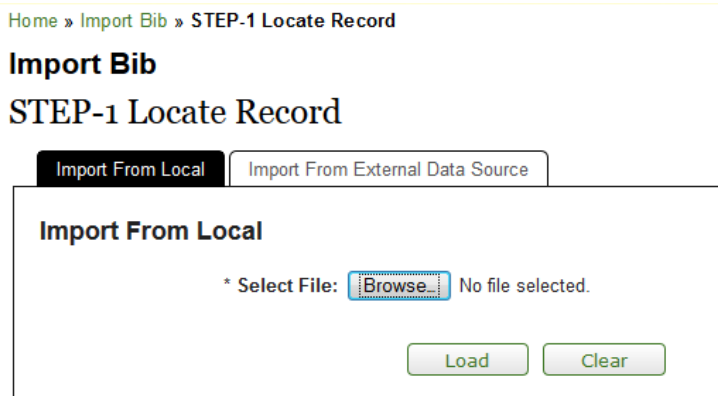 Home » Import Bib » STEP-1 Locate Record
Import Bib
STEP-1 Locate Record
Import From Local Import From External Data Source
Import From Local
* Select File: Browse… No file selected.
Load Clear